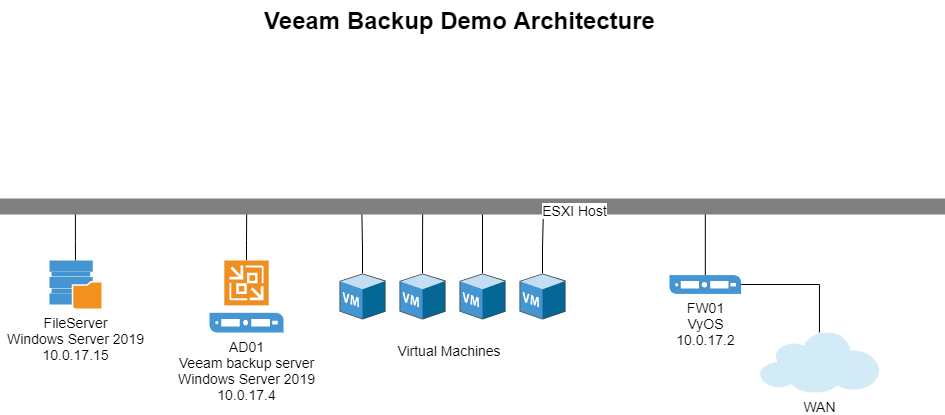 Veeam Backup Demo Architecture
ESXI Host
FileServer
Windows Server 2019
10.0.17.15
AD01
Veeam backup server
Windows Server 2019
10.0.17.4
VM
VM
VM
VM
Virtual Machines
FW01
VyOS
10.0.17.2
WAN